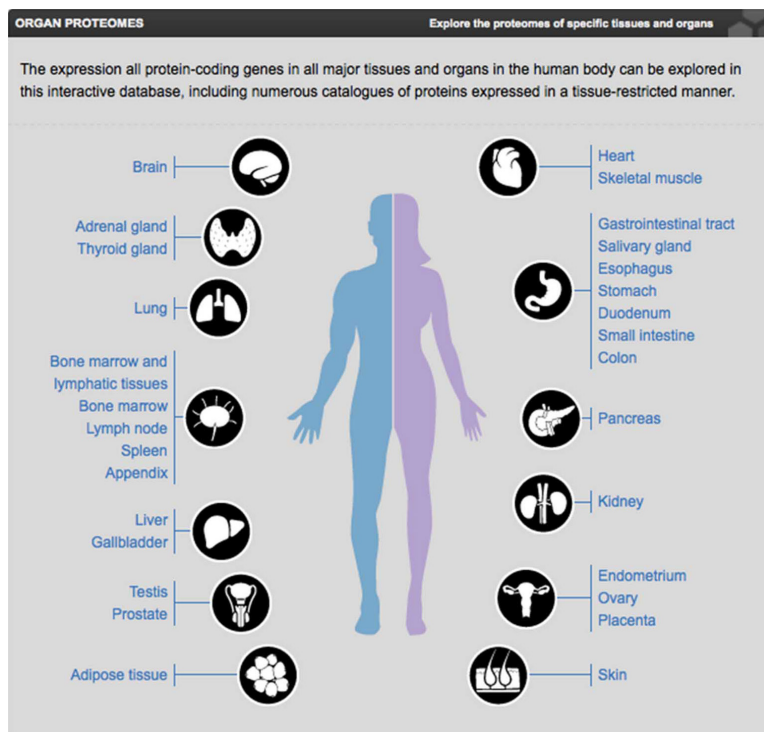 ORGAN PROTEOMES
Explore the proteomes of specific tissues and organs
The expression all protein-coding genes in all major tissues and organs in the human body can be explored in
this interactive database, including numerous catalogues of proteins expressed in a tissue-restricted manner.
Brain
Adrenal gland
Thyroid gland
Lung
Bone marrow and
lymphatic tissues
Bone marrow
Lymph node
Spleen
Appendix
Liver
Gallbladder
Testis
Prostate
Adipose tissue
Heart
Skeletal muscle
Gastrointestinal tract
Salivary gland
Esophagus
Stomach
Duodenum
Small intestine
Colon
Pancreas
Kidney
Endometrium
Ovary
Placenta
Skin